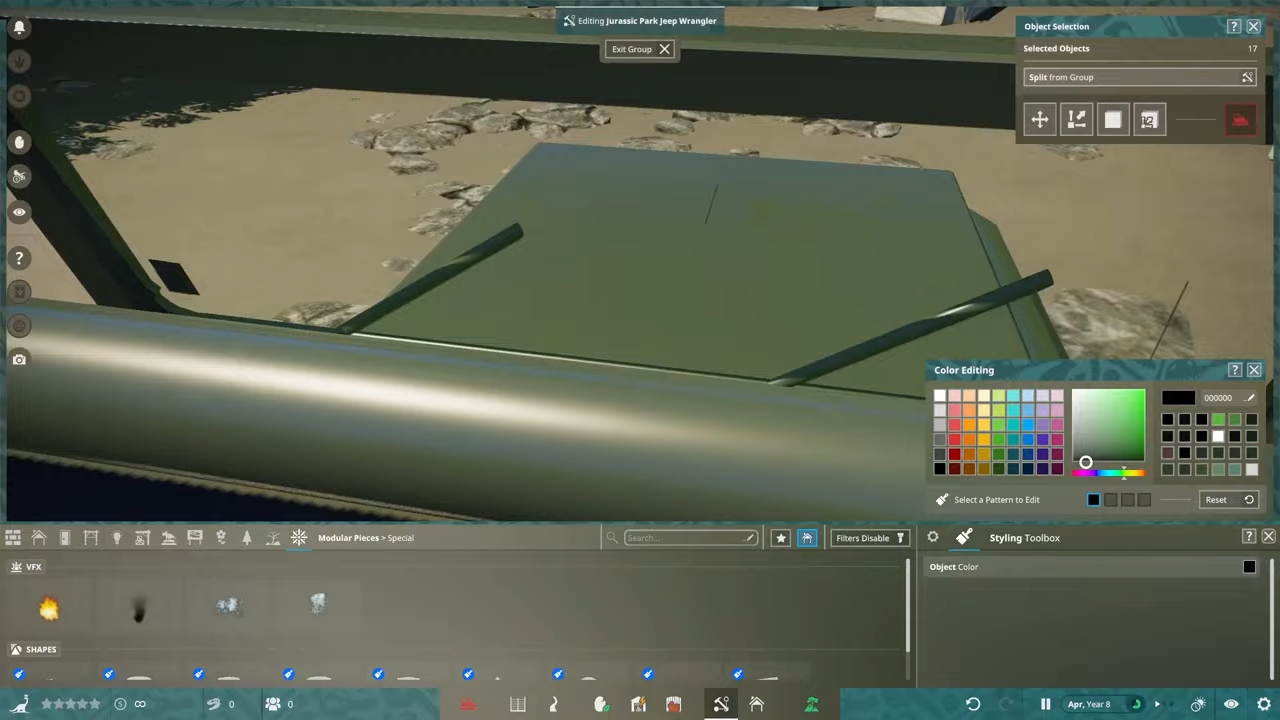 Editing Jurassic Park Jeep Wrangler
Exit Group
Object Selection
?
Selected Objects 17
Split from Group
?
Color Editing
?
000000
Select a Pattern to Edit
Reset
Modular Pieces > Special
Search...
Filters Disable
Styling Toolbox
?
VFX
Object Color
SHAPES
∞
0
0
Apr, Year 8